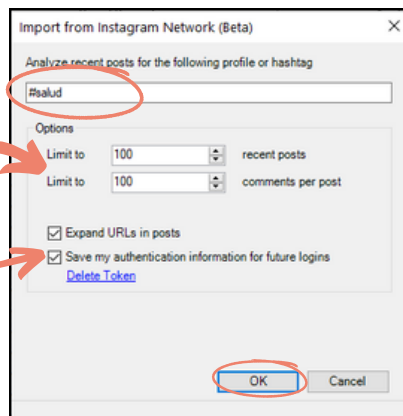 Import from Instagram Network (Beta)
Analyze recent posts for the following profile or hashtag
#salud
Options
Limit to 100 recent posts
Limit to 100 comments per post
Expand URLs in posts
Save my authentication information for future logins
Delete Token
OK Cancel